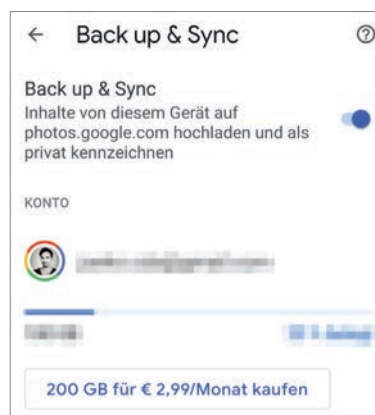 Back up & Sync
Back up & Sync
Inhalte von diesem Gerät auf
photos.google.com hochladen und als
privat kennzeichnen
KONTO
200 GB für € 2,99/Monat kaufen